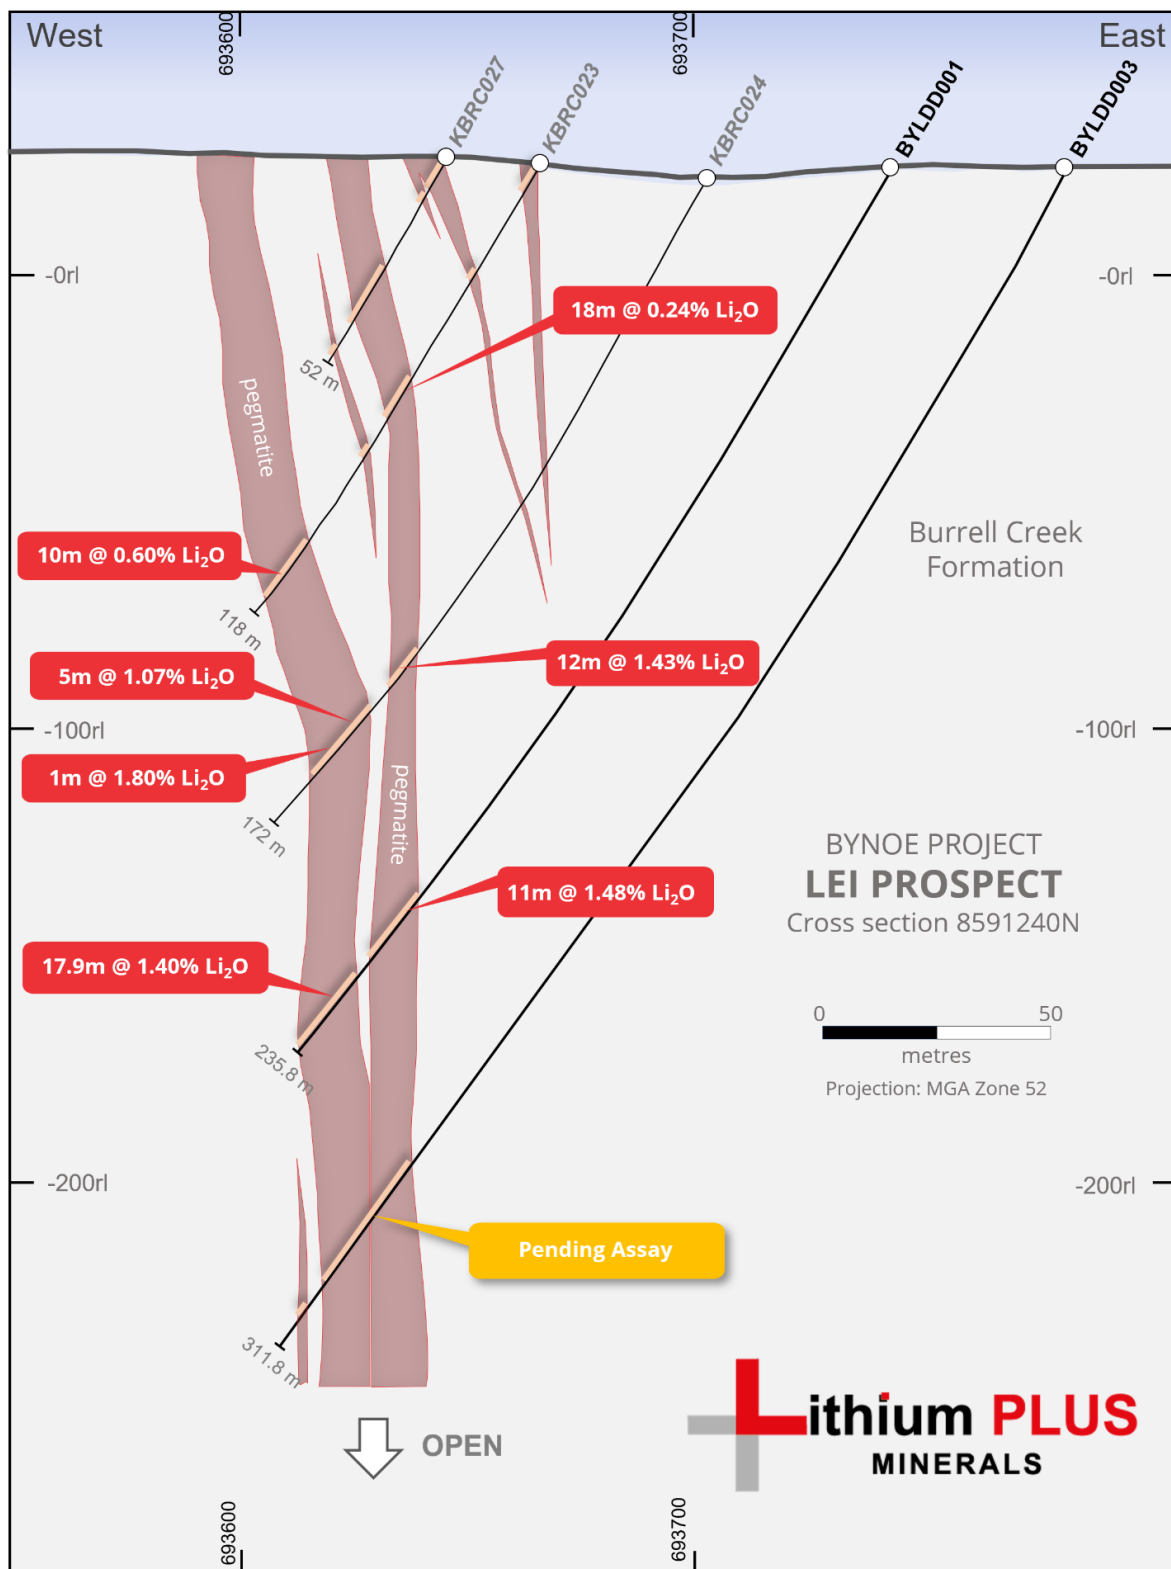 West
693600
693700
East
KBRC027
KBRC023
KBRC024
BYLDD001
BYLDD003
-0rl
-0rl
18m @ 0.24% Li₂O
52 m
pegmatite
10m @ 0.60% Li₂O
Burrell Creek
Formation
118 m
5m @ 1.07% Li₂O
12m @ 1.43% Li₂O
-100rl
-100rl
1m @ 1.80% Li₂O
pegmatite
172 m
BYNOE PROJECT
LEI PROSPECT
Cross section 8591240N
11m @ 1.48% Li₂O
17.9m @ 1.40% Li₂O
0 50
metres
235.8 m
Projection: MGA Zone 52
-200rl
-200rl
Pending Assay
311.8 m
OPEN
Lithium PLUS
MINERALS
693600
693700